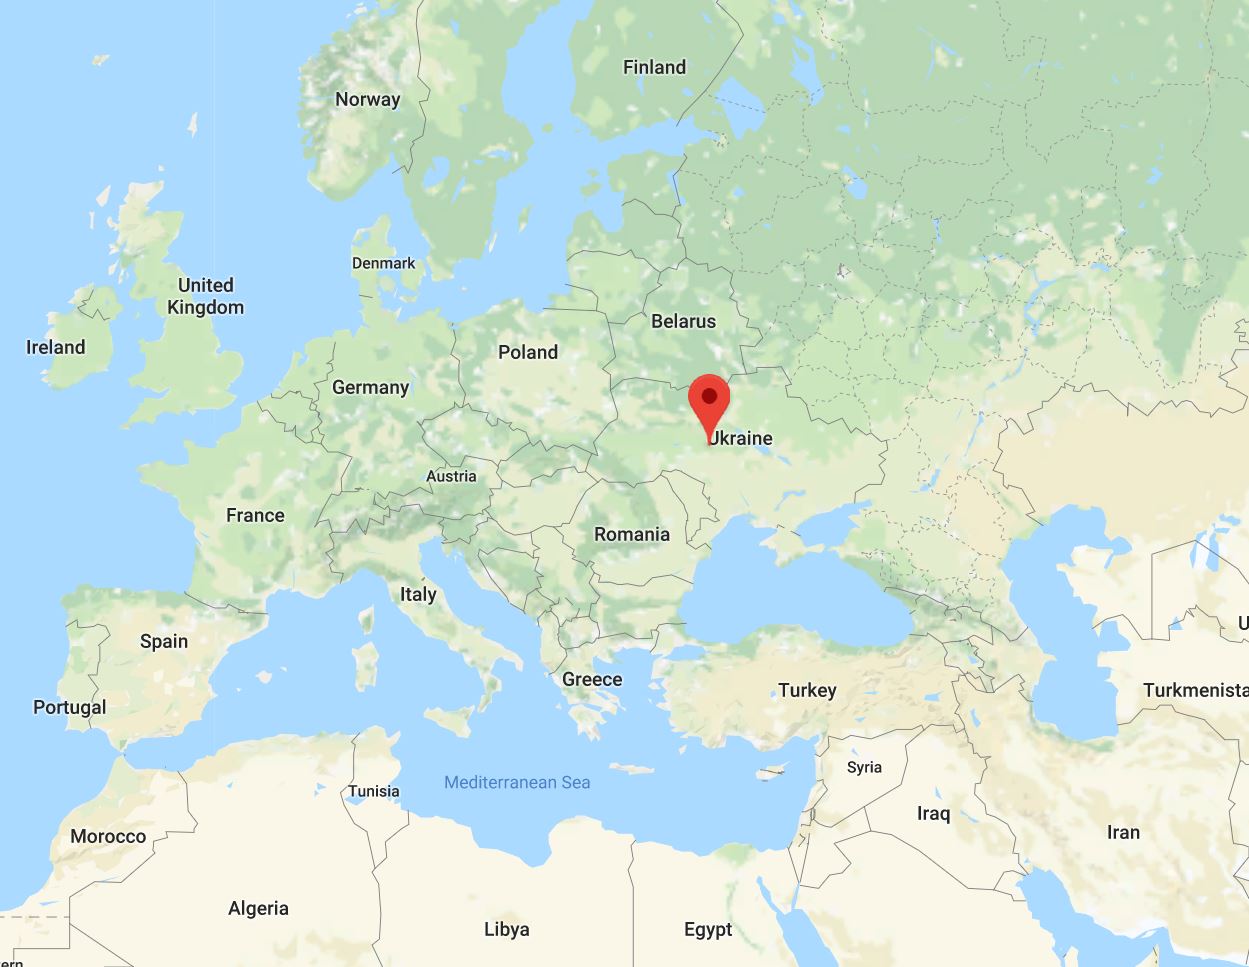 Finland
Norway
Denmark
United
Kingdom
Ireland
Belarus
Poland
Germany
Ukraine
Austria
France
Romania
Italy
Spain
Greece
Turkey
Portugal
Turkmenista
U
Syria
Mediterranean Sea
Tunisia
Iraq
Iran
Morocco
Algeria
Libya
Egypt
ern